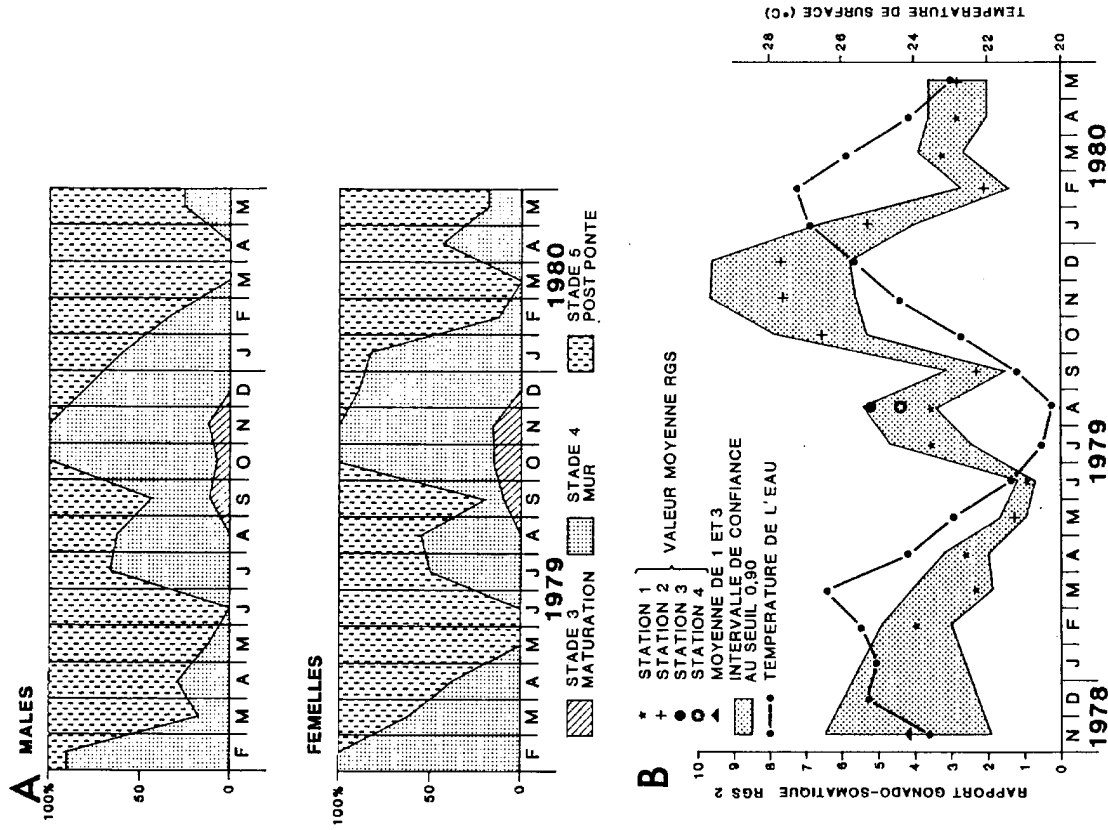 A
MALES
100%
50
0
F M A M J J A S O N D J F M A M
FEMELLES
100%
50
0
F M A M J J A S O N D J F M A M
1979 1980
STADE 3
MATURATION
STADE 4
MUR
STADE 5
POST PONTE
B
★ STATION 1
+ STATION 2
● STATION 3
STATION 4
VALEUR MOYENNE RGS
▲ MOYENNE DE 1 ET 3
INTERVALLE DE CONFIANCE
AU SEUIL 0,90
TEMPERATURE DE L'EAU
RAPPORT GONADO-SOMATIQUE RGS 2
10
9
8
7
6
5
4
3
2
1
0
TEMPERATURE DE SURFACE (°C)
28
26
24
22
20
N D J F M A M J J A S O N D J F M A M
1978 1979 1980